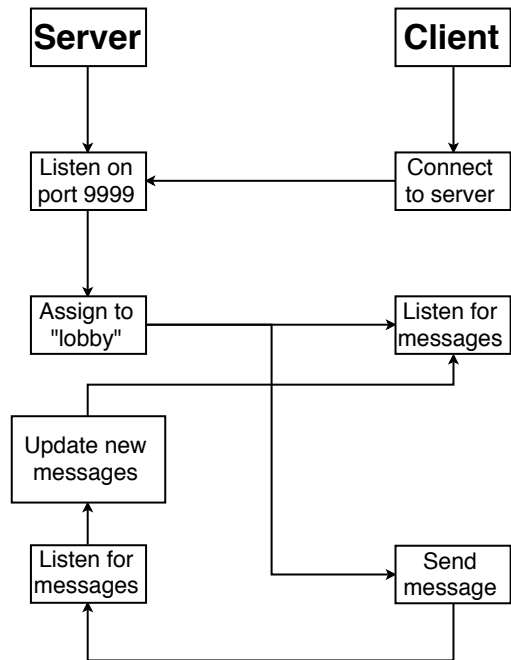 Server
Client
Listen on
port 9999
Connect
to server
Assign to
"lobby"
Listen for
messages
Update new
messages
Listen for
messages
Send
message